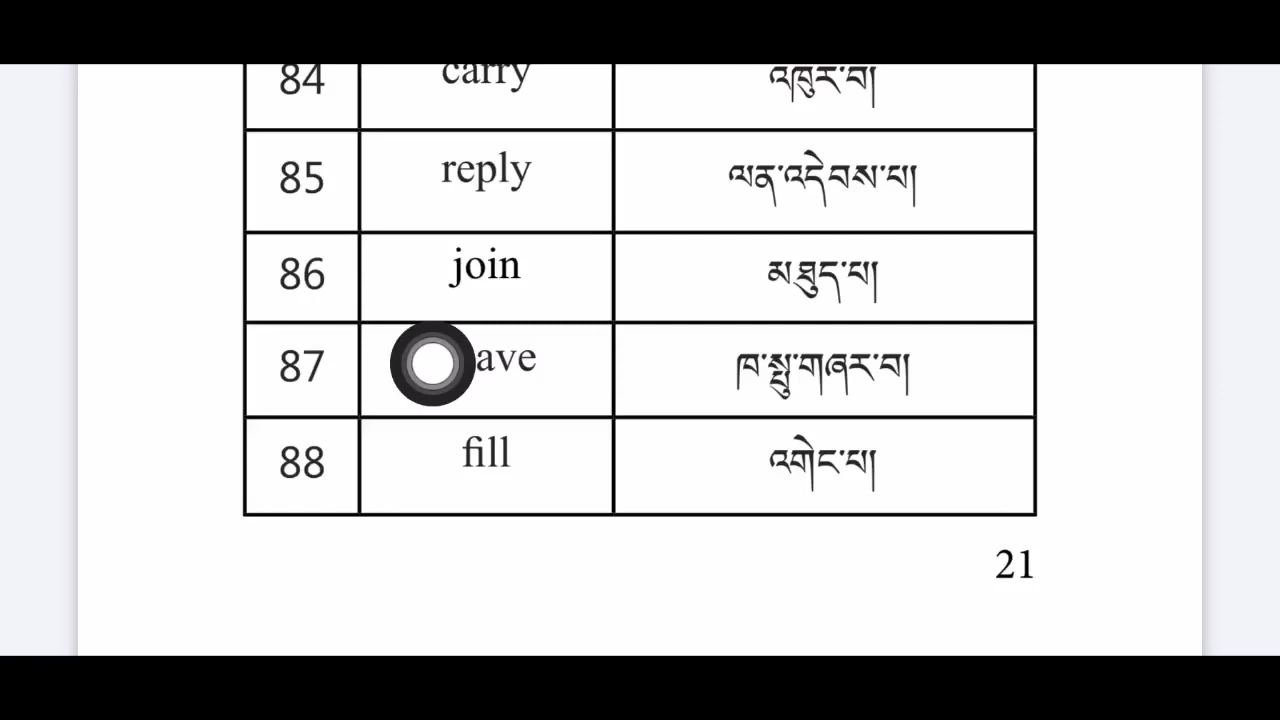 84 carry འཁུར་བ།
85 reply ལན་འདེབས་པ།
86 join མཐུད་པ།
87 ave ཁ་སྤུ་གཞར་བ།
88 fill འགེང་པ།
21